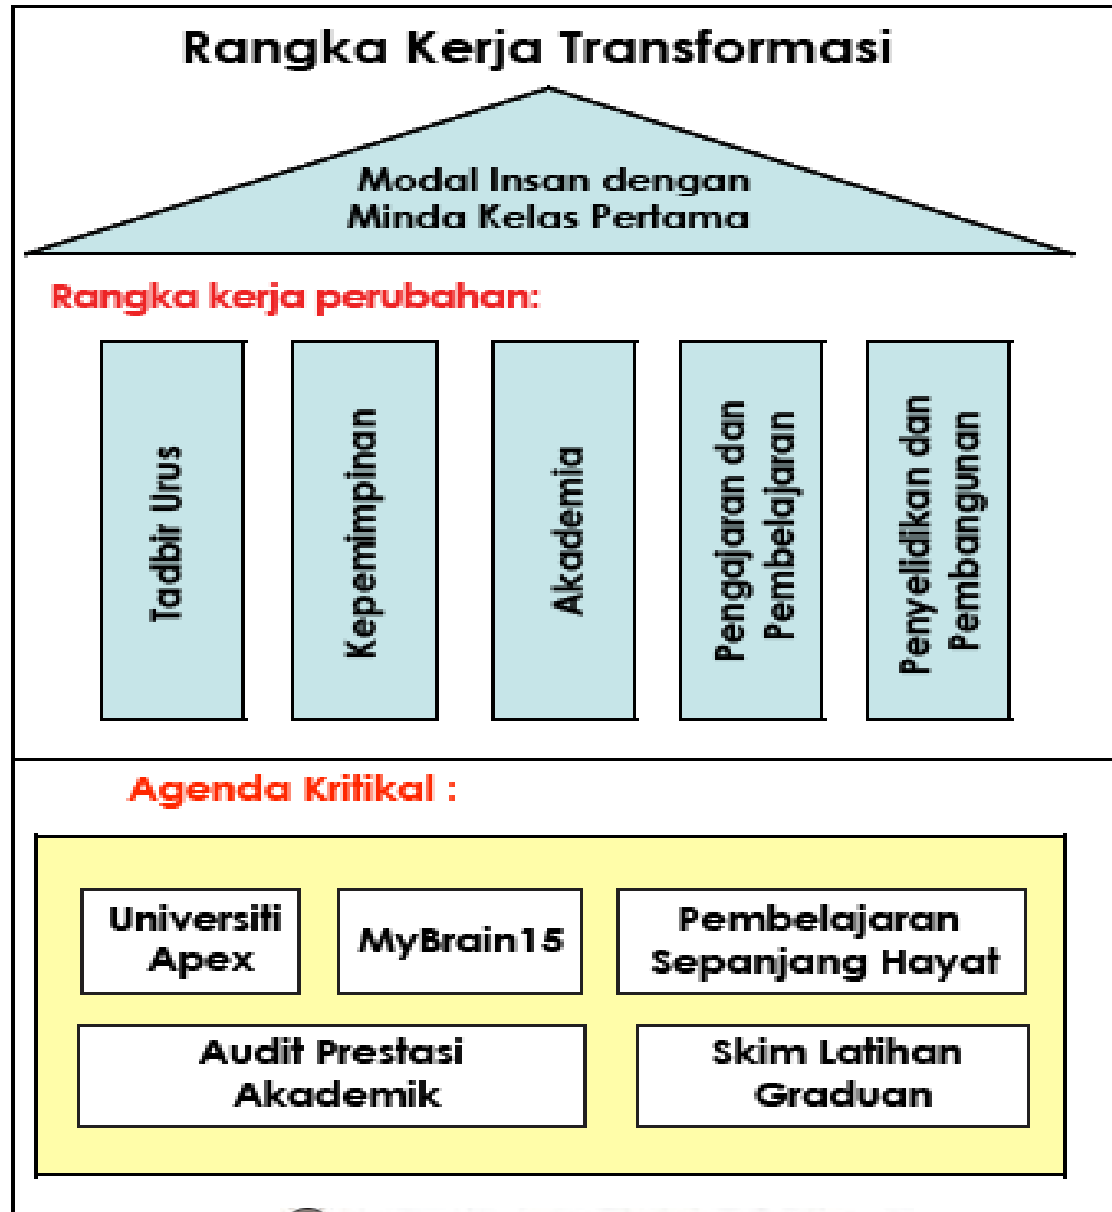 Rangka Kerja Transformasi
Modal Insan dengan
Minda Kelas Pertama
Rangka kerja perubahan:
Tadbir Urus
Kepemimpinan
Akademia
Pengajaran dan
Pembelajaran
Penyelidikan dan
Pembangunan
Agenda Kritikal :
Universiti
Apex
MyBrain15
Pembelajaran
Sepanjang Hayat
Audit Prestasi
Akademik
Skim Latihan
Graduan